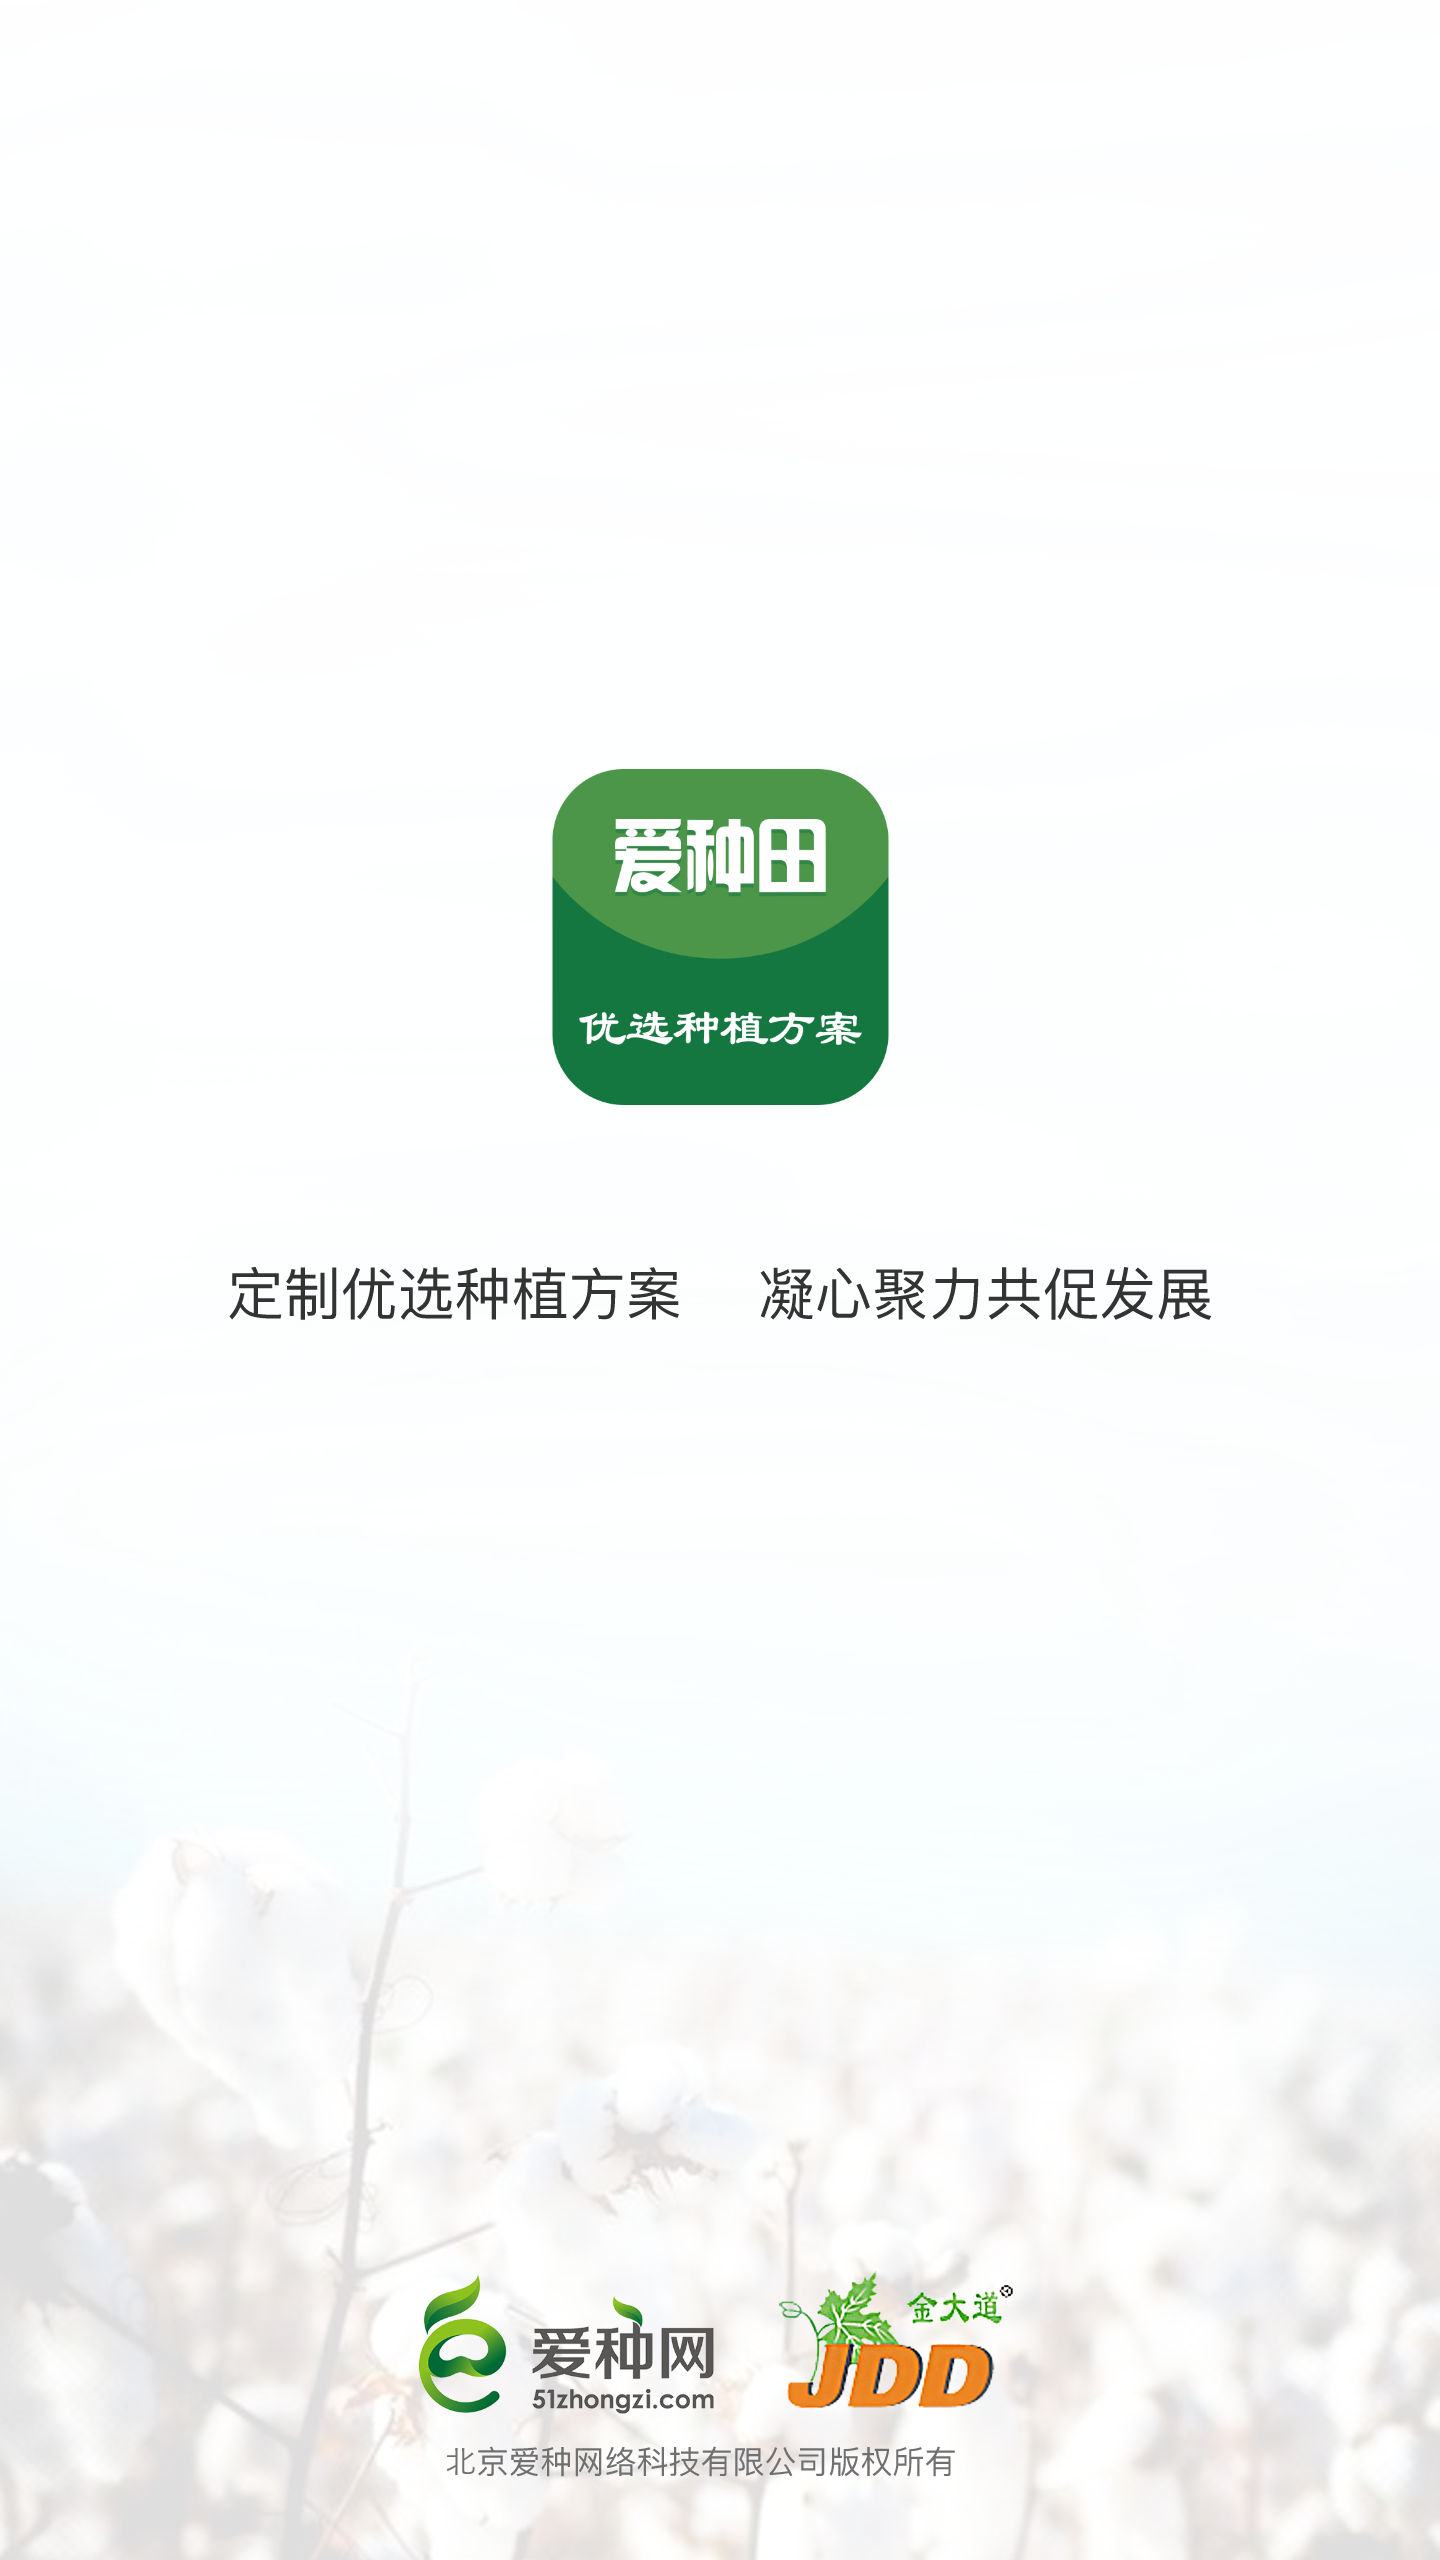 爱种田
优选种植方案
定制优选种植方案 凝心聚力共促发展
爱种网
51zhongzi.com
金大道
JDD
北京爱种网络科技有限公司版权所有